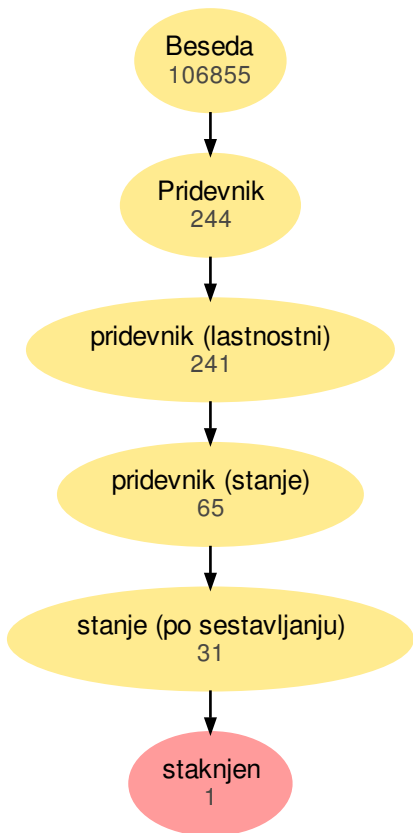 Beseda
106855
Pridevnik
244
pridevnik (lastnostni)
241
pridevnik (stanje)
65
stanje (po sestavljanju)
31
staknjen
1